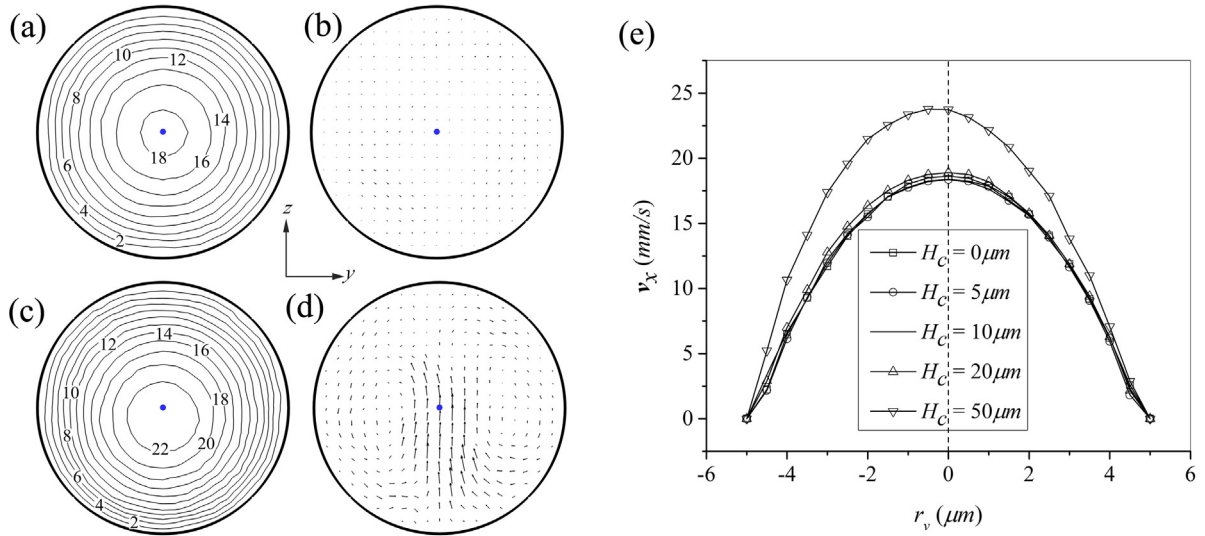 (a)
10
12
8
14
18
16
6
4
2
(b)
z
y
(c)
14
12
16
10
18
8
22
20
6
4
2
(d)
(e)
v_x (mm/s)
25
20
15
10
5
0
-6
-4
-2
0
2
4
6
r_v (μm)
H_c = 0μm
H_c = 5μm
H_c = 10μm
H_c = 20μm
H_c = 50μm